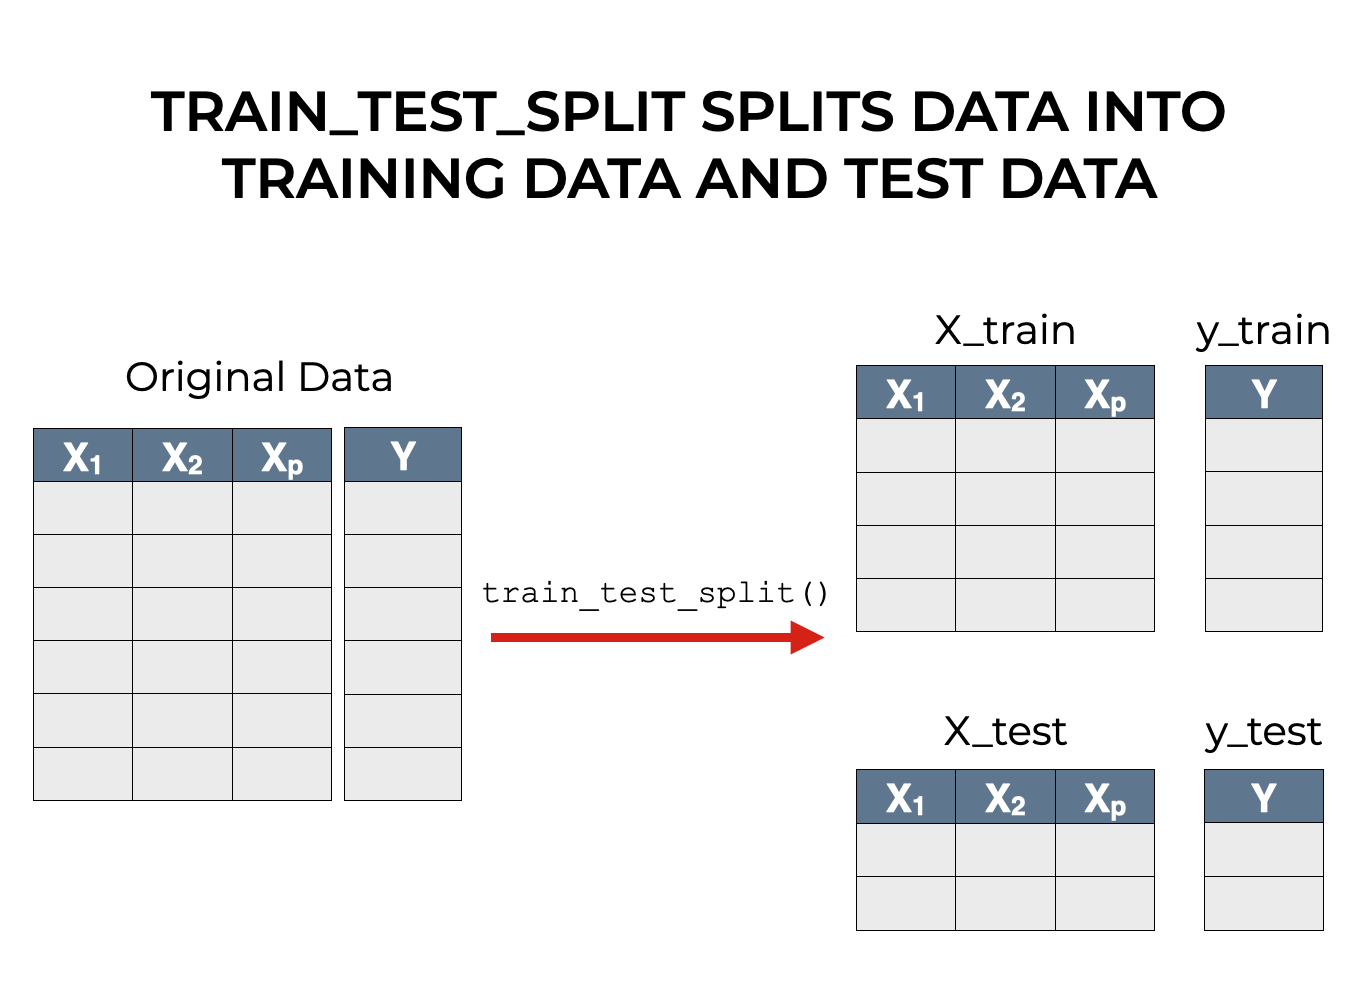 TRAIN_TEST_SPLIT SPLITS DATA INTO
TRAINING DATA AND TEST DATA
Original Data
X₁ X₂ Xₚ Y
train_test_split()
X_train y_train
X₁ X₂ Xₚ Y
X_test y_test
X₁ X₂ Xₚ Y